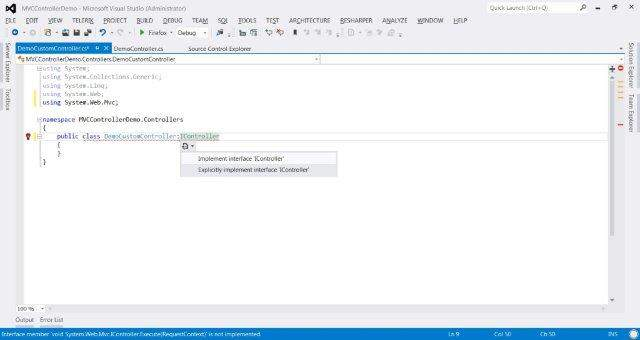 MVCControllerDemo - Microsoft Visual Studio (Administrator)
Quick Launch (Ctrl+Q)
FILE EDIT VIEW TELERIK PROJECT BUILD DEBUG TEAM SQL TOOLS TEST ARCHITECTURE RESHARPER ANALYZE WINDOW HELP
Firefox Debug
DemoCustomController.cs* DemoController.cs Source Control Explorer
MVCControllerDemo.Controllers.DemoCustomController
Server Explorer
Toolbox
using System;
using System.Collections.Generic;
using System.Linq;
using System.Web;
using System.Web.Mvc;
namespace MVCControllerDemo.Controllers
{
public class DemoCustomController:IController
{
}
}
Implement interface 'IController'
Explicitly implement interface 'IController'
Solution Explorer
Team Explorer
100 %
Output Error List
Interface member 'void System.Web.Mvc.IController.Execute(RequestContext)' is not implemented
Ln 9 Col 50 Ch 50 INS